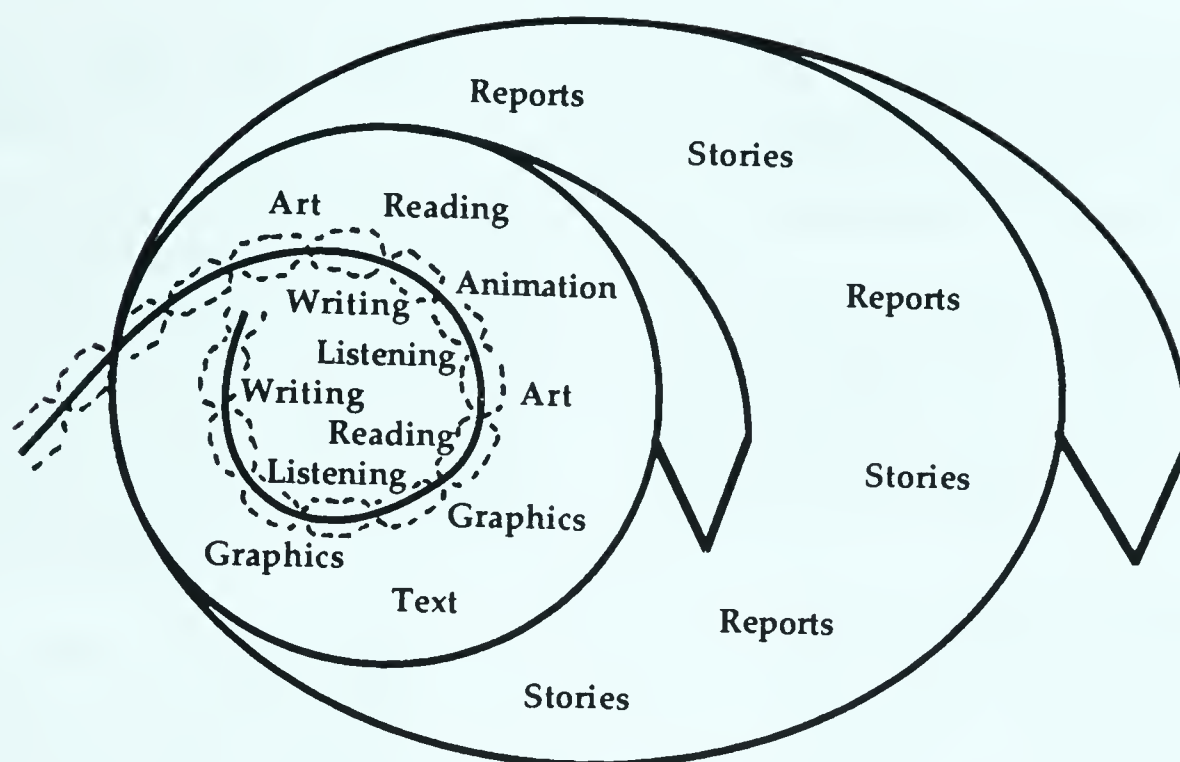 Reports
Stories
Art
Reading
Animation
Writing
Reports
Listening
Writing
Art
Reading
Listening
Stories
Graphics
Graphics
Text
Reports
Stories